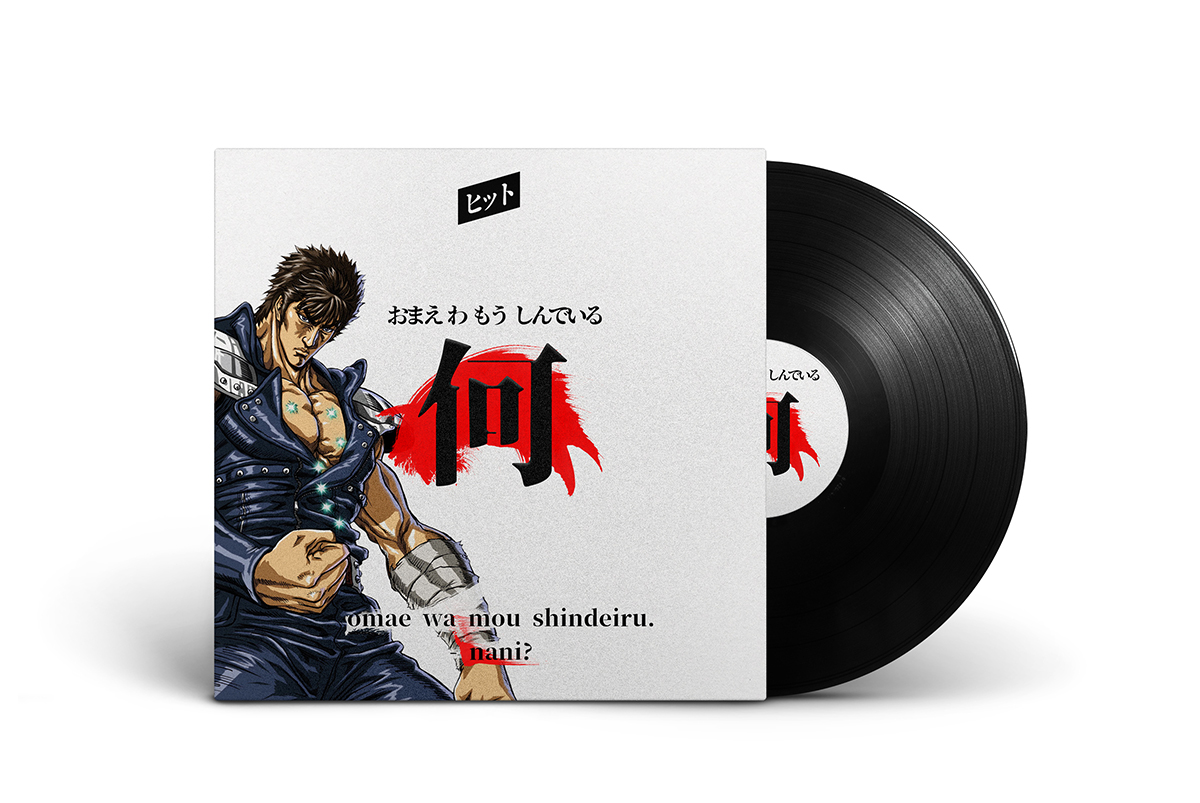 ヒット
おまえ わ もう しんでいる
何
omae wa mou shindeiru.
nani?
しんでいる
何